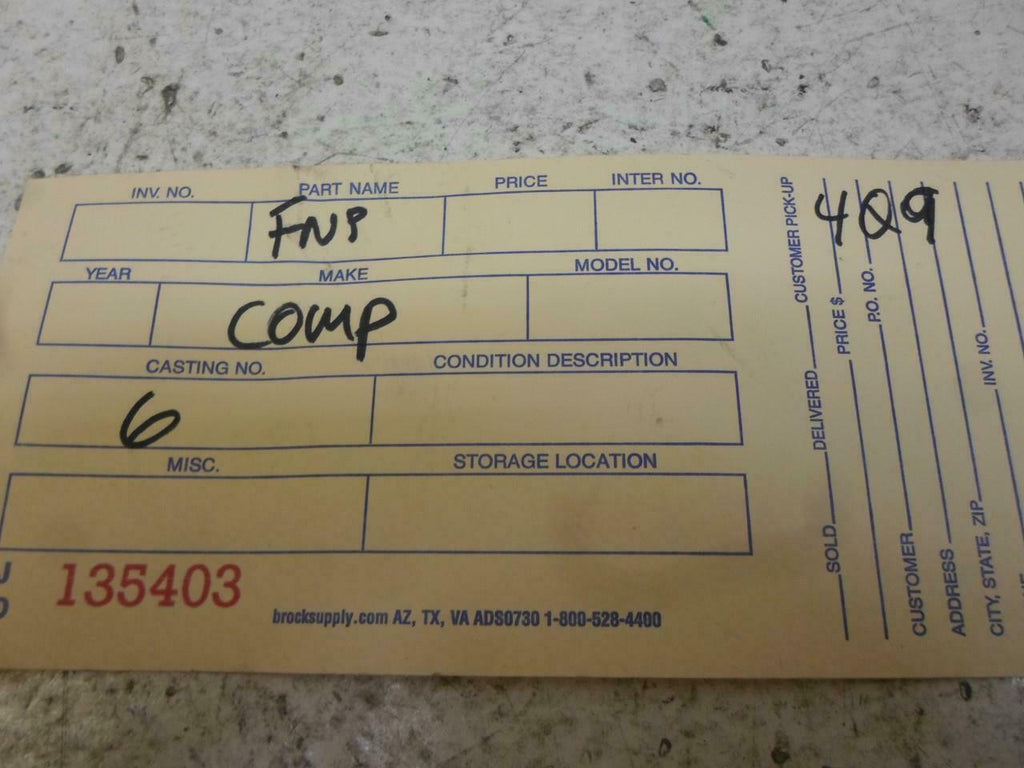 INV. NO. PART NAME PRICE INTER NO.
FNP
YEAR MAKE MODEL NO.
COMP
CASTING NO. CONDITION DESCRIPTION
6
MISC. STORAGE LOCATION
135403
brocksupply.com AZ, TX, VA ADS0730 1-800-528-4400
409
SOLD DELIVERED CUSTOMER PICK-UP
PRICE $
P.O. NO.
CUSTOMER
ADDRESS
CITY, STATE, ZIP INV. NO.